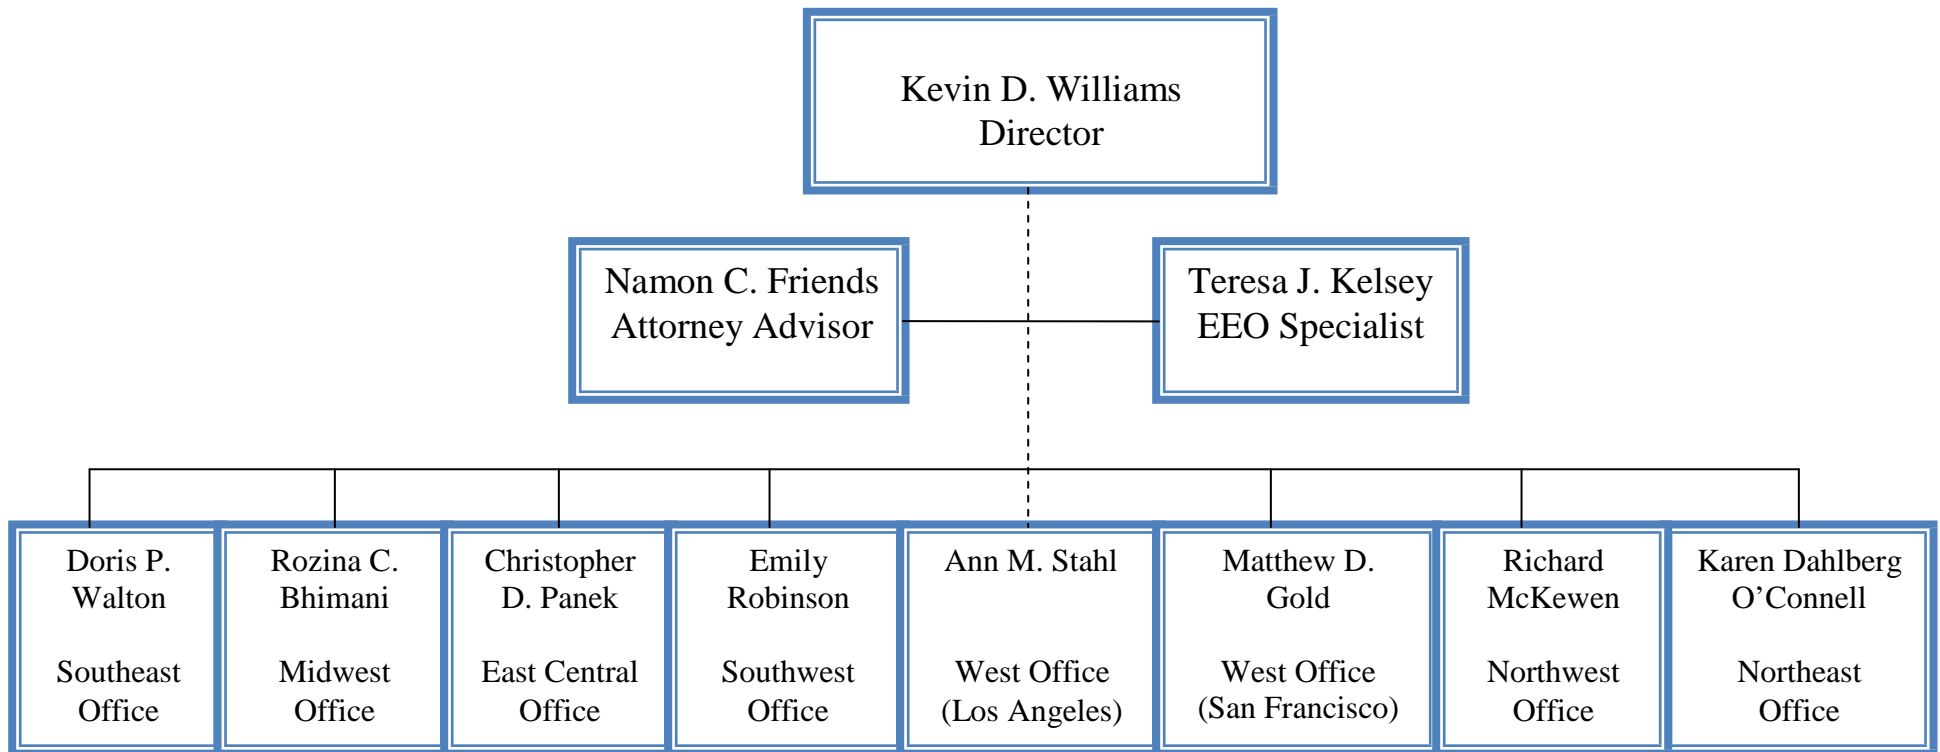 Kevin D. Williams
Director
Namon C. Friends
Attorney Advisor
Teresa J. Kelsey
EEO Specialist
Doris P.
Walton
Southeast
Office
Rozina C.
Bhimani
Midwest
Office
Christopher
D. Panek
East Central
Office
Emily
Robinson
Southwest
Office
Ann M. Stahl
West Office
(Los Angeles)
Matthew D.
Gold
West Office
(San Francisco)
Richard
McKewen
Northwest
Office
Karen Dahlberg
O’Connell
Northeast
Office